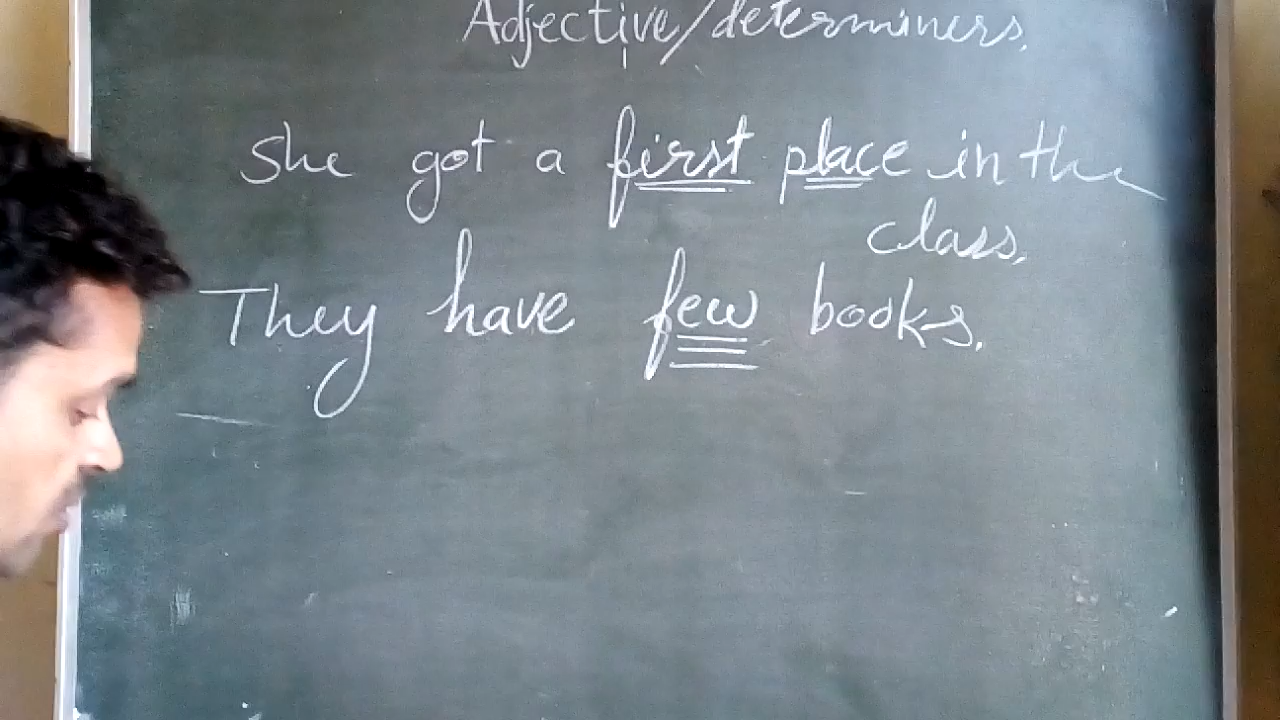 Adjective/determiners.
She got a first place in the
class.
They have few books.